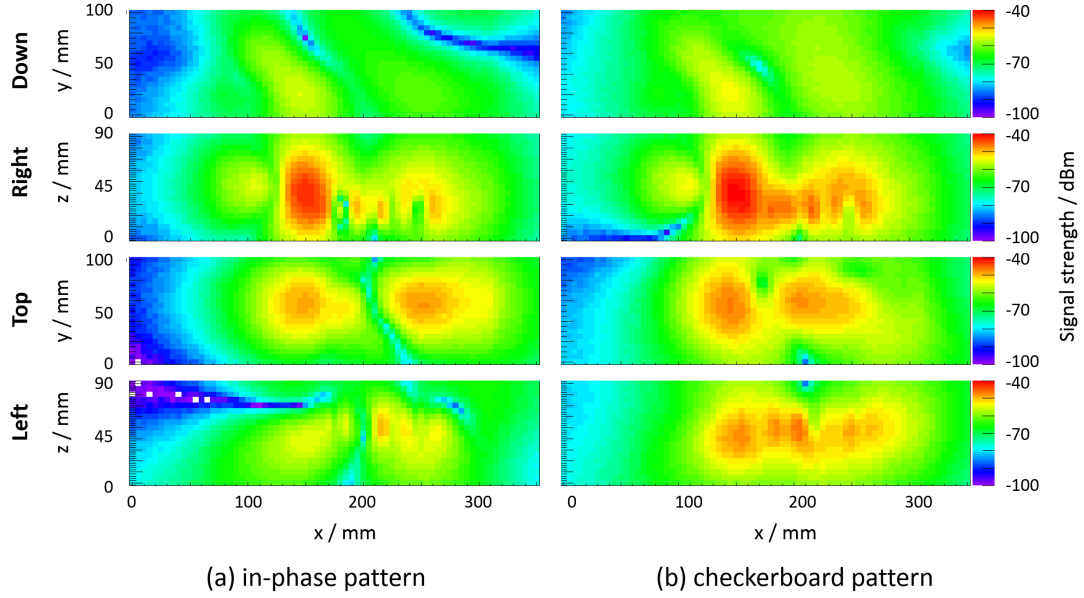 Down
y / mm
100
50
0
-40
-70
-100
Right
z / mm
90
45
0
-40
-70
-100
Top
y / mm
100
50
0
-40
-70
-100
Left
z / mm
90
45
0
-40
-70
-100
Signal strength / dBm
0 100 200 300
0 100 200 300
x / mm
x / mm
(a) in-phase pattern
(b) checkerboard pattern